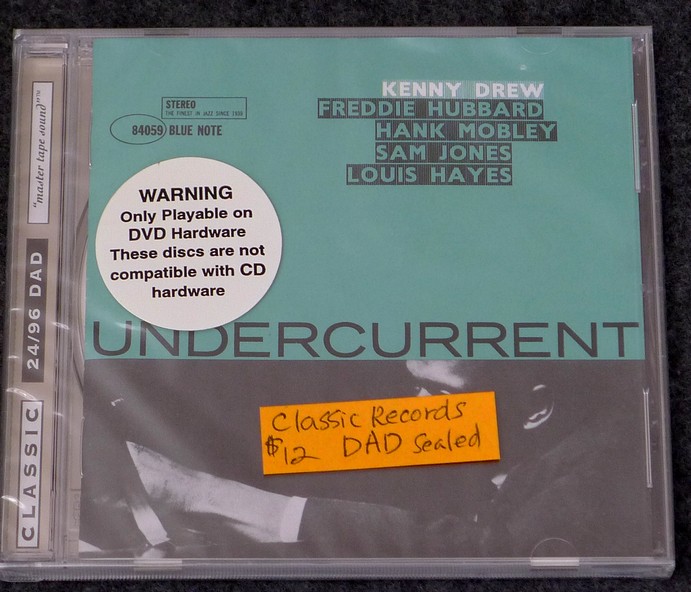 "master tape sound"™
24/96 DAD
CLASSIC
KENNY DREW
FREDDIE HUBBARD
HANK MOBLEY
SAM JONES
LOUIS HAYES
STEREO
THE FINEST IN JAZZ SINCE 1939
84059 BLUE NOTE
WARNING
Only Playable on
DVD Hardware
These discs are not
compatible with CD
hardware
UNDERCURRENT
Classic Records
$12 DAD Sealed